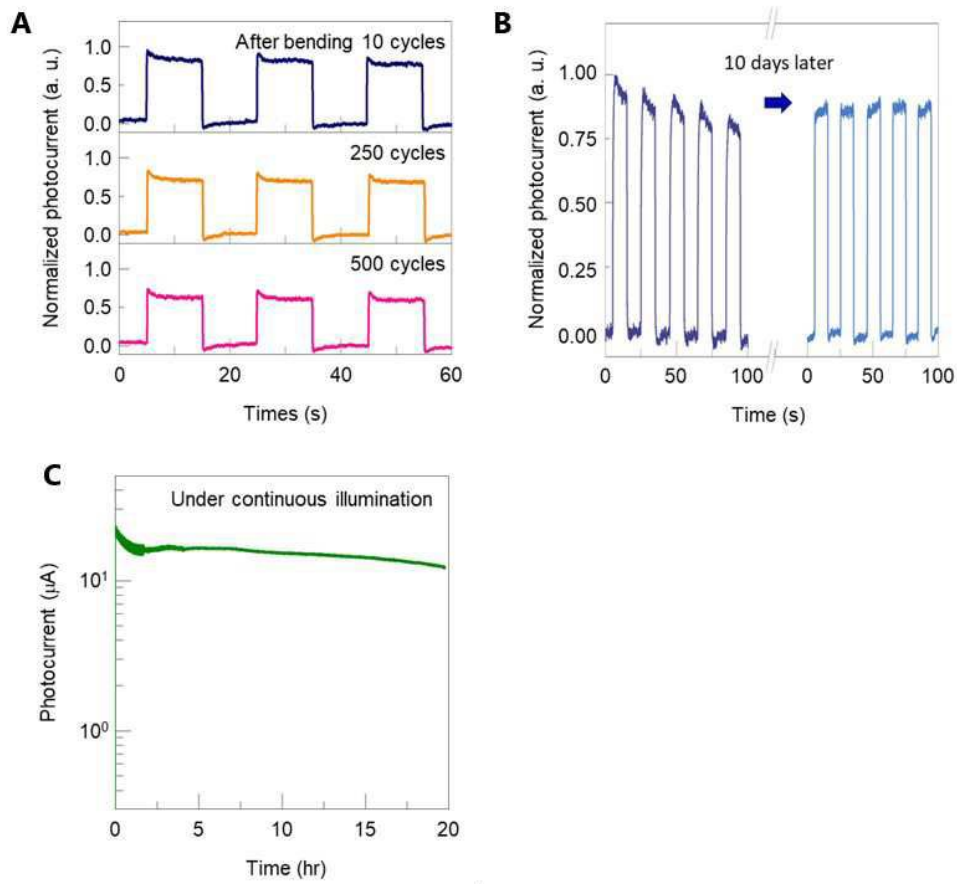 A
Normalized photocurrent (a. u.)
After bending 10 cycles
1.0
0.5
0.0
250 cycles
1.0
0.5
0.0
500 cycles
1.0
0.5
0.0
0 20 40 60
Times (s)
B
Normalized photocurrent (a. u.)
10 days later
1.00
0.75
0.50
0.25
0.00
0 50 100 0 50 100
Time (s)
C
Under continuous illumination
Photocurrent (μA)
10¹
10⁰
0 5 10 15 20
Time (hr)